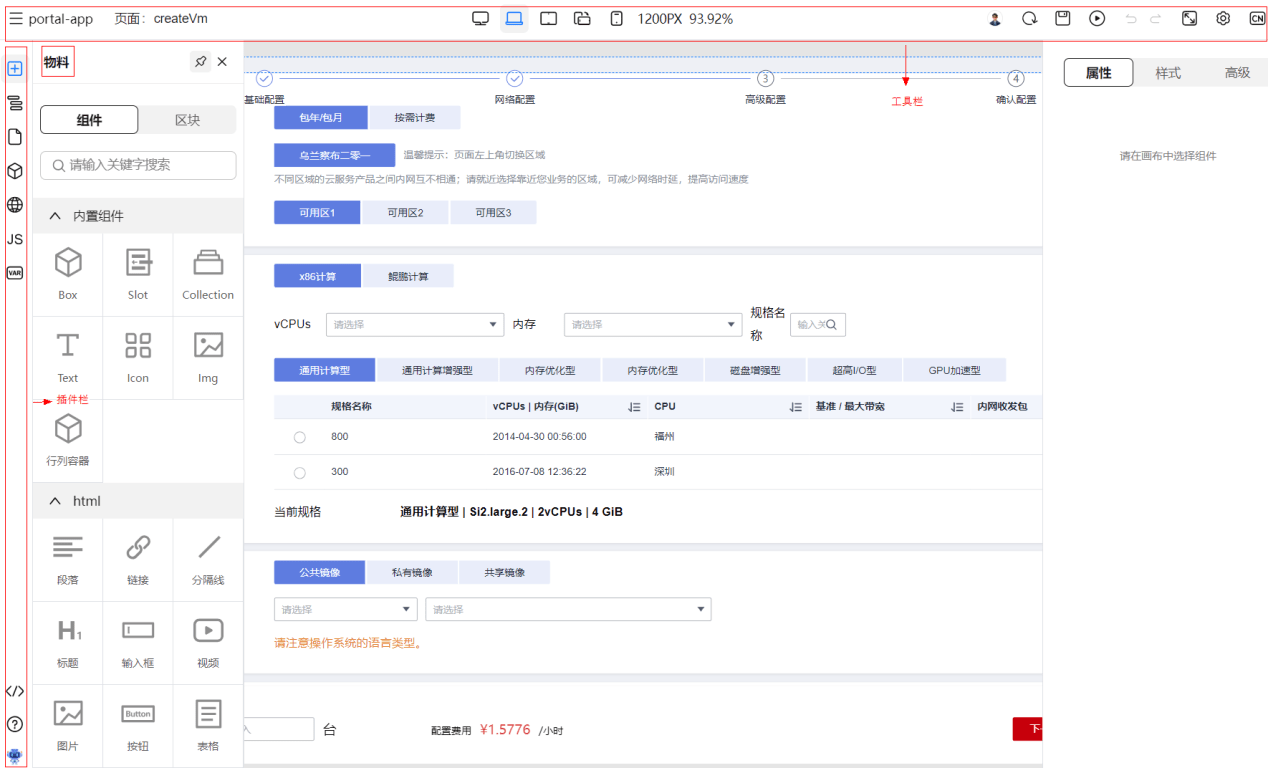 portal-app 页面：createVm 1200PX 93.92% CN
物料
组件 区块
请输入关键字搜索
内置组件
Box Slot Collection
Text Icon Img
插件栏
行列容器
html
段落 链接 分隔线
H1
标题 输入框 视频
Button
图片 按钮 表格
JS
VAR
</>
?
3 4
基础配置 网络配置 高级配置 工具栏 确认配置
包年/包月 按需计费
乌兰察布二零一 温馨提示：页面左上角切换区域
不同区域的云服务产品之间内网互不相通；请就近选择靠近您业务的区域，可减少网络时延，提高访问速度
可用区1 可用区2 可用区3
x86计算 鲲鹏计算
vCPUs 请选择 内存 请选择 规格名称 输入关
通用计算型 通用计算增强型 内存优化型 内存优化型 磁盘增强型 超高I/O型 GPU加速型
规格名称 vCPUs | 内存(GiB) CPU 基准 / 最大带宽 内网收发包
800 2014-04-30 00:56:00 福州
300 2016-07-08 12:36:22 深圳
当前规格 通用计算型 | Si2.large.2 | 2vCPUs | 4 GiB
公共镜像 私有镜像 共享镜像
请选择 请选择
请注意操作系统的语言类型。
台 配置费用 ¥1.5776 /小时 下
属性 样式 高级
请在画布中选择组件